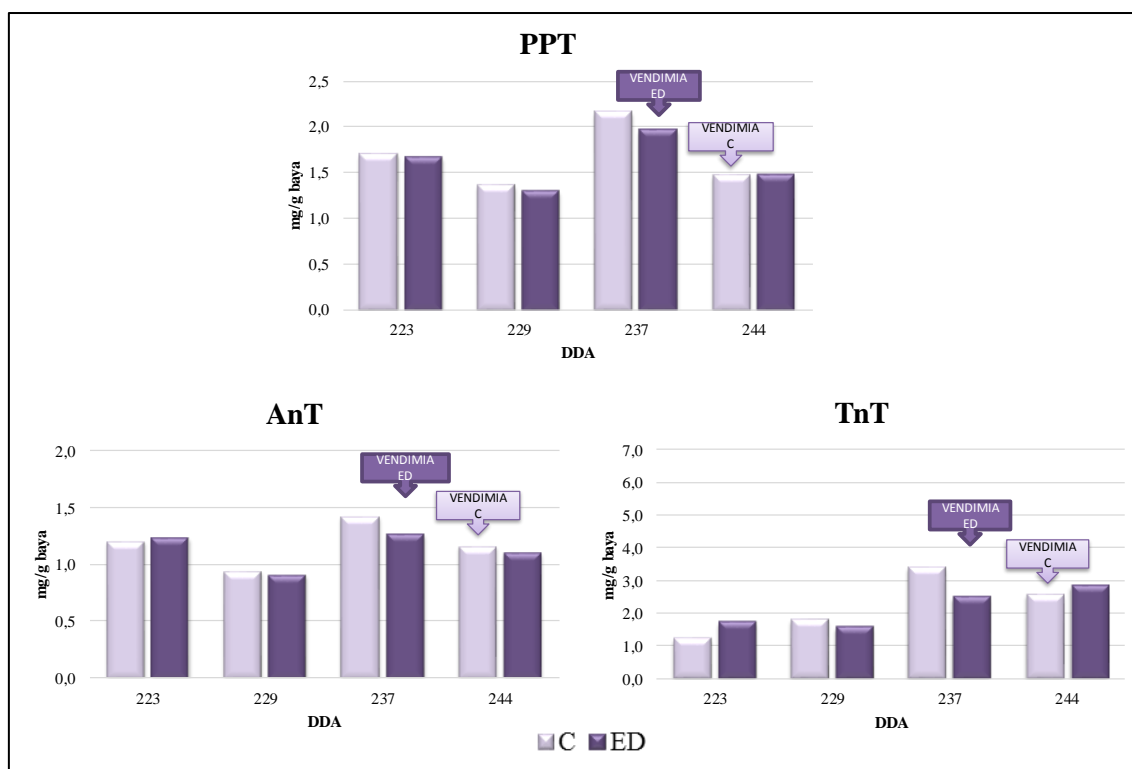 PPT
mg/g baya
2,5
2,0
1,5
1,0
0,5
0,0
VENDIMIA
ED
VENDIMIA
C
223 229 237 244
DDA
AnT
mg/g baya
2,0
1,5
1,0
0,5
0,0
VENDIMIA
ED
VENDIMIA
C
223 229 237 244
DDA
TnT
mg/g baya
7,0
6,0
5,0
4,0
3,0
2,0
1,0
0,0
VENDIMIA
ED
VENDIMIA
C
223 229 237 244
DDA
C ED